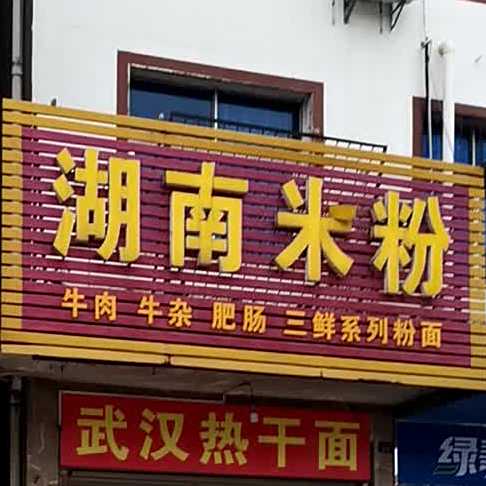 湖南米粉
牛肉 牛杂 肥肠 三鲜系列粉面
武汉热干面
绿